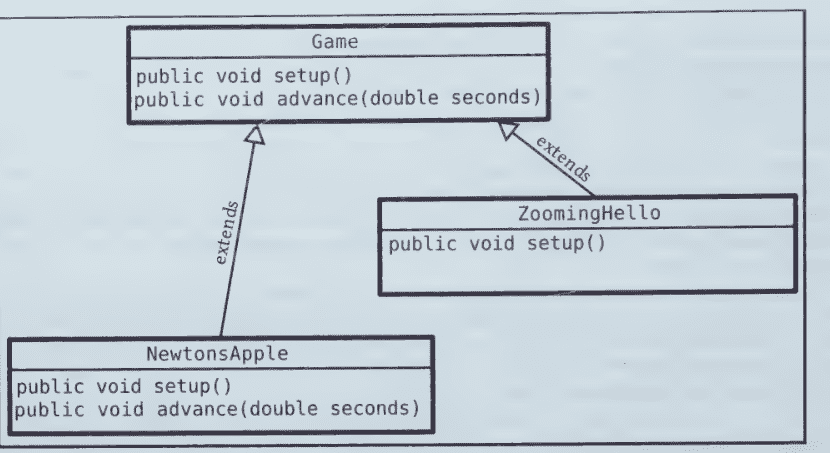 Game
public void setup()
public void advance(double seconds)
extends
extends
ZoomingHello
public void setup()
NewtonsApple
public void setup()
public void advance(double seconds)